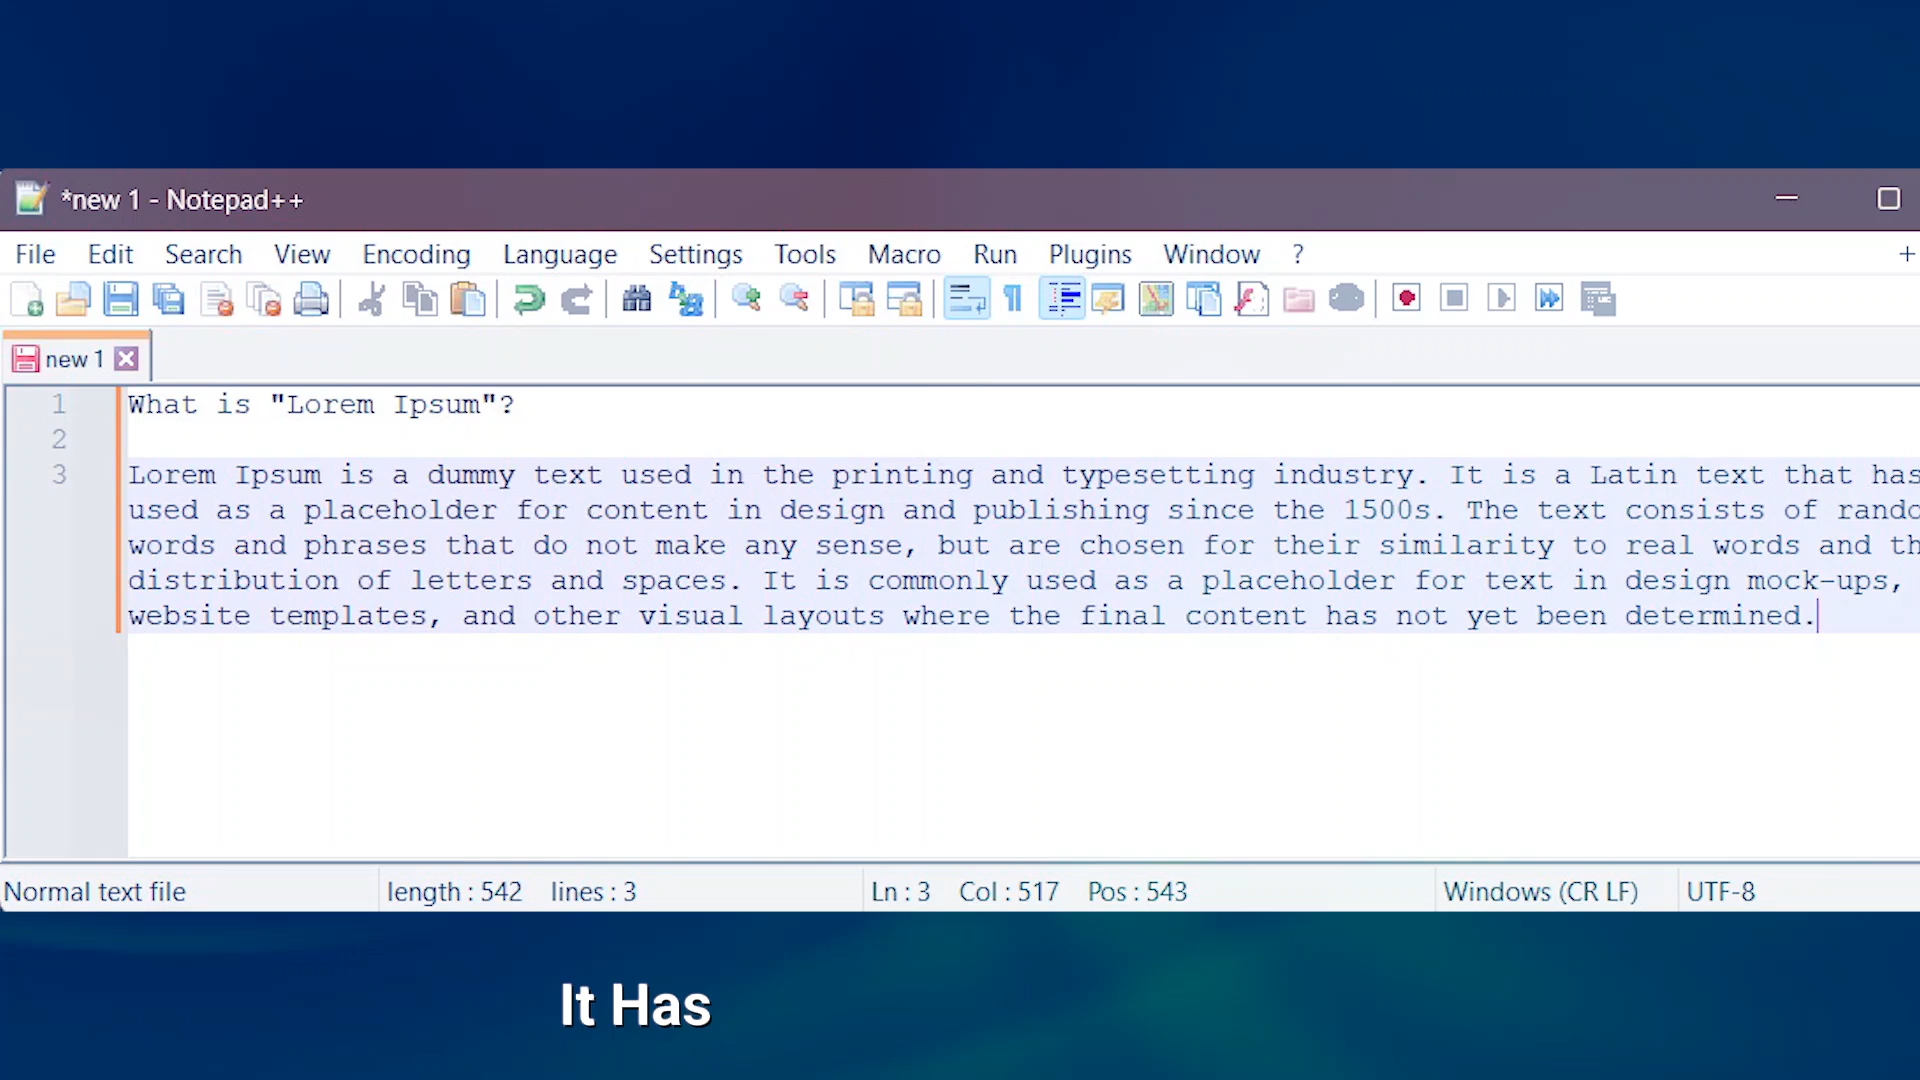 *new 1 - Notepad++
File Edit Search View Encoding Language Settings Tools Macro Run Plugins Window ? +
new 1
1 What is "Lorem Ipsum"?
2
3 Lorem Ipsum is a dummy text used in the printing and typesetting industry. It is a Latin text that has
used as a placeholder for content in design and publishing since the 1500s. The text consists of
words and phrases that do not make any sense, but are chosen for their similarity to real words and
distribution of letters and spaces. It is commonly used as a placeholder for text in design mock-ups,
website templates, and other visual layouts where the final content has not yet been determined.
Normal text file length : 542 lines : 3 Ln : 3 Col : 517 Pos : 543 Windows (CR LF) UTF-8
It Has